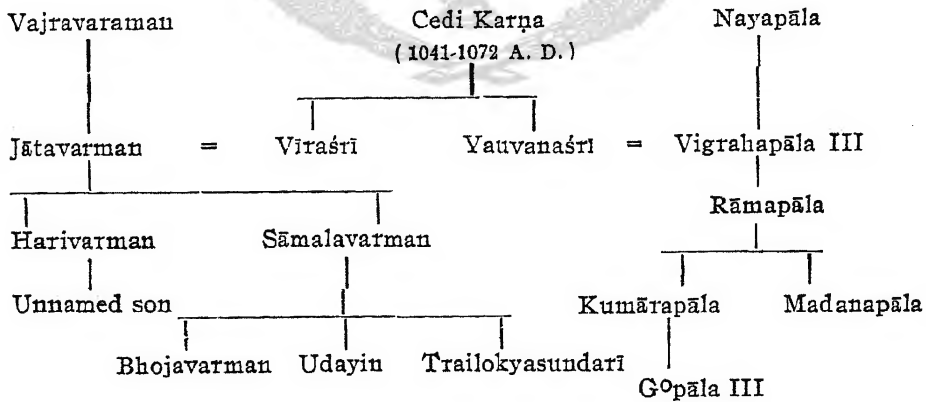 Vajravaraman Cedi Karṇa Nayapāla
( 1041-1072 A. D. )
Jātavarman = Vīraśrī Yauvanaśrī = Vigrahapāla III
Rāmapāla
Harivarman Sāmalavarman
Unnamed son Kumārapāla Madanapāla
Bhojavarman Udayin Trailokyasundarī
Gopāla III